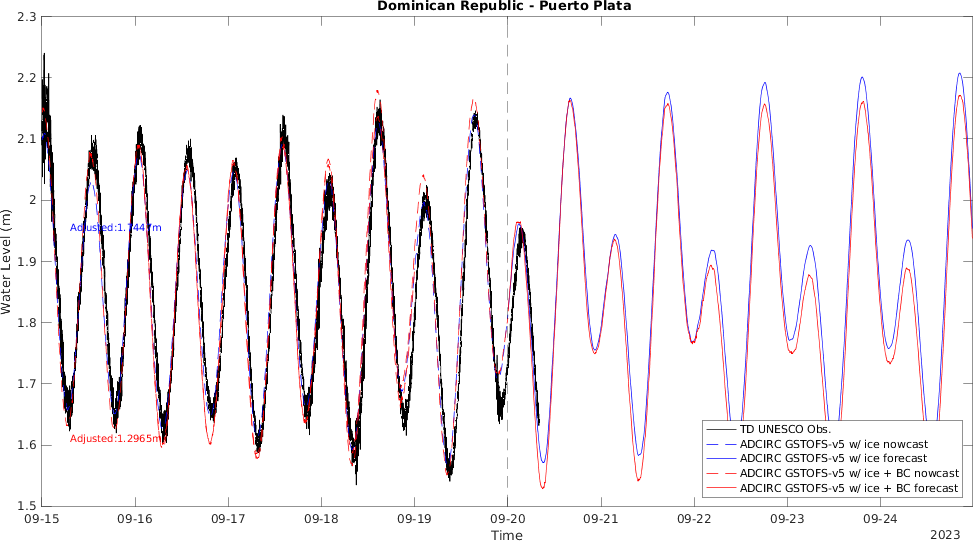 Dominican Republic - Puerto Plata
2.3
2.2
2.1
2
1.9
1.8
1.7
1.6
1.5
Water Level (m)
Adjusted:1.7447m
Adjusted:1.2965m
TD UNESCO Obs.
ADCIRC GSTOFS-v5 w/ ice nowcast
ADCIRC GSTOFS-v5 w/ ice forecast
ADCIRC GSTOFS-v5 w/ ice + BC nowcast
ADCIRC GSTOFS-v5 w/ ice + BC forecast
09-15 09-16 09-17 09-18 09-19 09-20 09-21 09-22 09-23 09-24
Time
2023